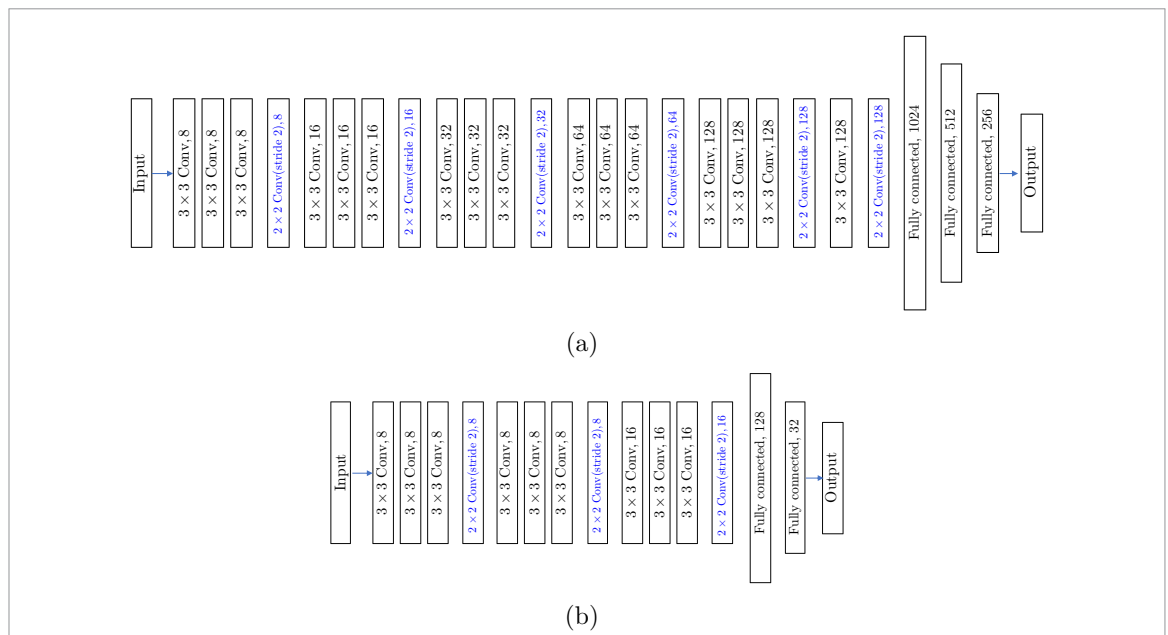 Input
3 × 3 Conv, 8
3 × 3 Conv, 8
3 × 3 Conv, 8
2 × 2 Conv(stride 2), 8
3 × 3 Conv, 16
3 × 3 Conv, 16
3 × 3 Conv, 16
2 × 2 Conv(stride 2), 16
3 × 3 Conv, 32
3 × 3 Conv, 32
3 × 3 Conv, 32
2 × 2 Conv(stride 2), 32
3 × 3 Conv, 64
3 × 3 Conv, 64
3 × 3 Conv, 64
2 × 2 Conv(stride 2), 64
3 × 3 Conv, 128
3 × 3 Conv, 128
3 × 3 Conv, 128
2 × 2 Conv(stride 2), 128
3 × 3 Conv, 128
2 × 2 Conv(stride 2), 128
Fully connected, 1024
Fully connected, 512
Fully connected, 256
Output
(a)
Input
3 × 3 Conv, 8
3 × 3 Conv, 8
3 × 3 Conv, 8
2 × 2 Conv(stride 2), 8
3 × 3 Conv, 8
3 × 3 Conv, 8
3 × 3 Conv, 8
2 × 2 Conv(stride 2), 8
3 × 3 Conv, 16
3 × 3 Conv, 16
3 × 3 Conv, 16
2 × 2 Conv(stride 2), 16
Fully connected, 128
Fully connected, 32
Output
(b)